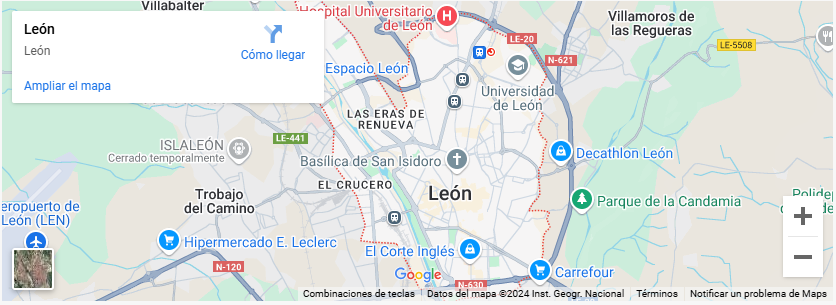 Villabalter
León
León
Cómo llegar
Ampliar el mapa
Hospital Universitario
de León
H
LE-20
N-621
Villamoros de
las Regueras
LE-5508
Espacio León
Universidad
de León
LAS ERAS DE
RENUEVA
LE-441
ISLALEÓN
Cerrado temporalmente
Basílica de San Isidoro
Decathlon León
EL CRUCERO
León
Trobajo
del Camino
Parque de la Candamia
Aeropuerto de
León (LEN)
Polidep
Hipermercado E. Leclerc
El Corte Inglés
N-120
Google
N-630
Carrefour
Combinaciones de teclas
Datos del mapa ©2024 Inst. Geogr. Nacional
Términos
Notificar un problema de Maps